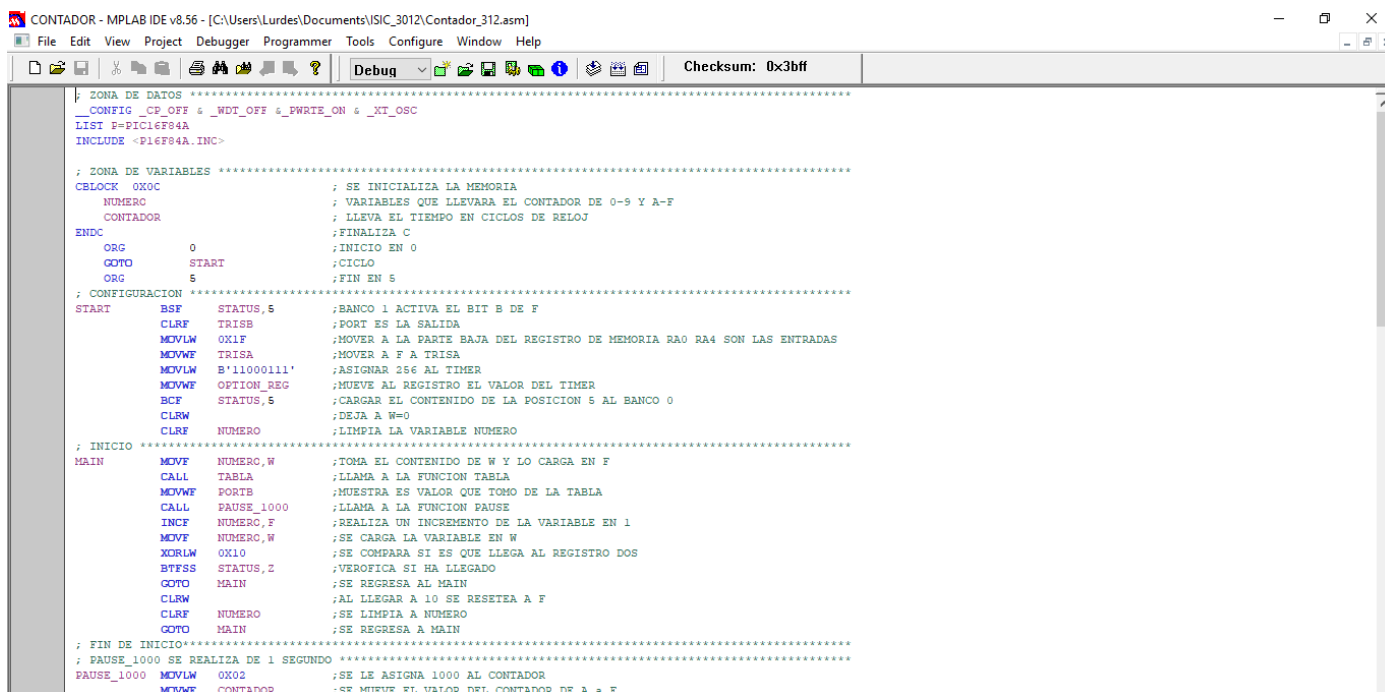 CONTADOR - MPLAB IDE v8.56 - [C:\Users\Lurdes\Documents\ISIC_3012\Contador_312.asm]
File Edit View Project Debugger Programmer Tools Configure Window Help
Debug Checksum: 0x3bff
; ZONA DE DATOS *******************************************************************************************
__CONFIG _CP_OFF & _WDT_OFF &_PWRTE_ON & _XT_OSC
LIST P=PIC16F84A
INCLUDE <P16F84A.INC>
; ZONA DE VARIABLES ***************************************************************************************
CBLOCK 0X0C ; SE INICIALIZA LA MEMORIA
NUMERO ; VARIABLES QUE LLEVARA EL CONTADOR DE 0-9 Y A-F
CONTADOR ; LLEVA EL TIEMPO EN CICLOS DE RELOJ
ENDC ;FINALIZA C
ORG 0 ;INICIO EN 0
GOTO START ;CICLO
ORG 5 ;FIN EN 5
; CONFIGURACION *******************************************************************************************
START BSF STATUS,5 ;BANCO 1 ACTIVA EL BIT B DE F
CLRF TRISB ;PORT ES LA SALIDA
MOVLW 0X1F ;MOVER A LA PARTE BAJA DEL REGISTRO DE MEMORIA RA0 RA4 SON LAS ENTRADAS
MOVWF TRISA ;MOVER A F A TRISA
MOVLW B'11000111' ;ASIGNAR 256 AL TIMER
MOVWF OPTION_REG ;MUEVE AL REGISTRO EL VALOR DEL TIMER
BCF STATUS,5 ;CARGAR EL CONTENIDO DE LA POSICION 5 AL BANCO 0
CLRW ;DEJA A W=0
CLRF NUMERO ;LIMPIA LA VARIABLE NUMERO
; INICIO **************************************************************************************************
MAIN MOVF NUMERO,W ;TOMA EL CONTENIDO DE W Y LO CARGA EN F
CALL TABLA ;LLAMA A LA FUNCION TABLA
MOVWF PORTB ;MUESTRA ES VALOR QUE TOMO DE LA TABLA
CALL PAUSE_1000 ;LLAMA A LA FUNCION PAUSE
INCF NUMERO,F ;REALIZA UN INCREMENTO DE LA VARIABLE EN 1
MOVF NUMERO,W ;SE CARGA LA VARIABLE EN W
XORLW 0X10 ;SE COMPARA SI ES QUE LLEGA AL REGISTRO DOS
BTFSS STATUS,Z ;VEROFICA SI HA LLEGADO
GOTO MAIN ;SE REGRESA AL MAIN
CLRW ;AL LLEGAR A 10 SE RESETEA A F
CLRF NUMERO ;SE LIMPIA A NUMERO
GOTO MAIN ;SE REGRESA A MAIN
; FIN DE INICIO********************************************************************************************
; PAUSE_1000 SE REALIZA DE 1 SEGUNDO **********************************************************************
PAUSE_1000 MOVLW 0X02 ;SE LE ASIGNA 1000 AL CONTADOR
MOVWF CONTADOR ;SE MUEVE EL VALOR DEL CONTADOR DE A a F